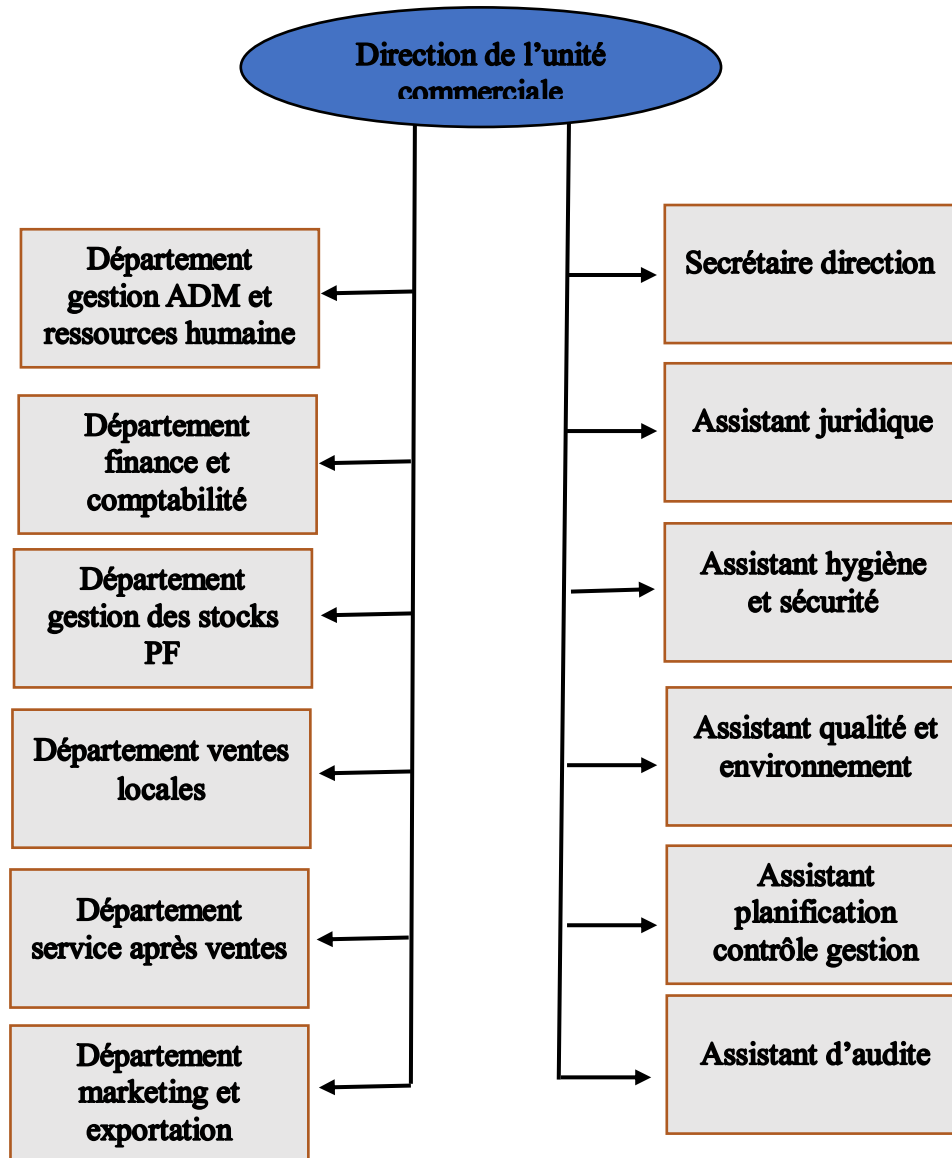 Direction de l’unité
commerciale
Département
gestion ADM et
ressources humaine
Département
finance et
comptabilité
Département
gestion des stocks
PF
Département ventes
locales
Département
service après ventes
Département
marketing et
exportation
Secrétaire direction
Assistant juridique
Assistant hygiène
et sécurité
Assistant qualité et
environnement
Assistant
planification
contrôle gestion
Assistant d’audite